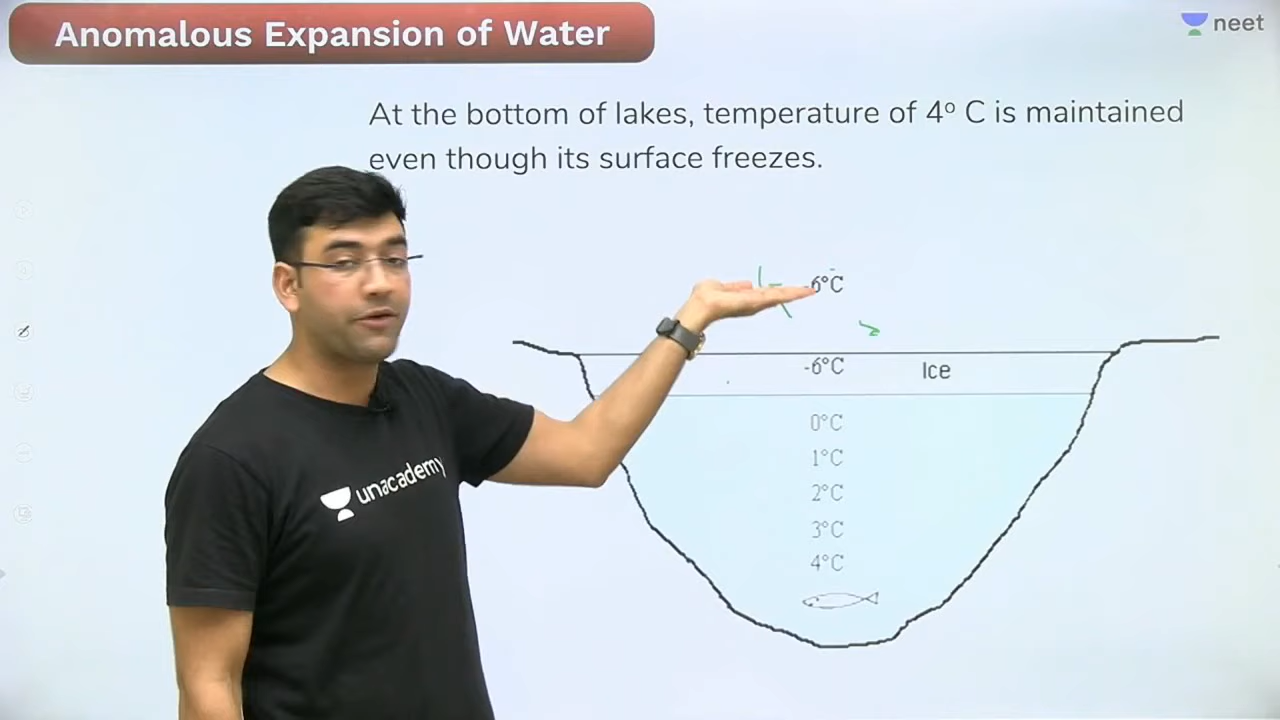 Anomalous Expansion of Water
neet
At the bottom of lakes, temperature of 4° C is maintained
even though its surface freezes.
-6°C
-6°C Ice
0°C
1°C
2°C
3°C
4°C
unacademy